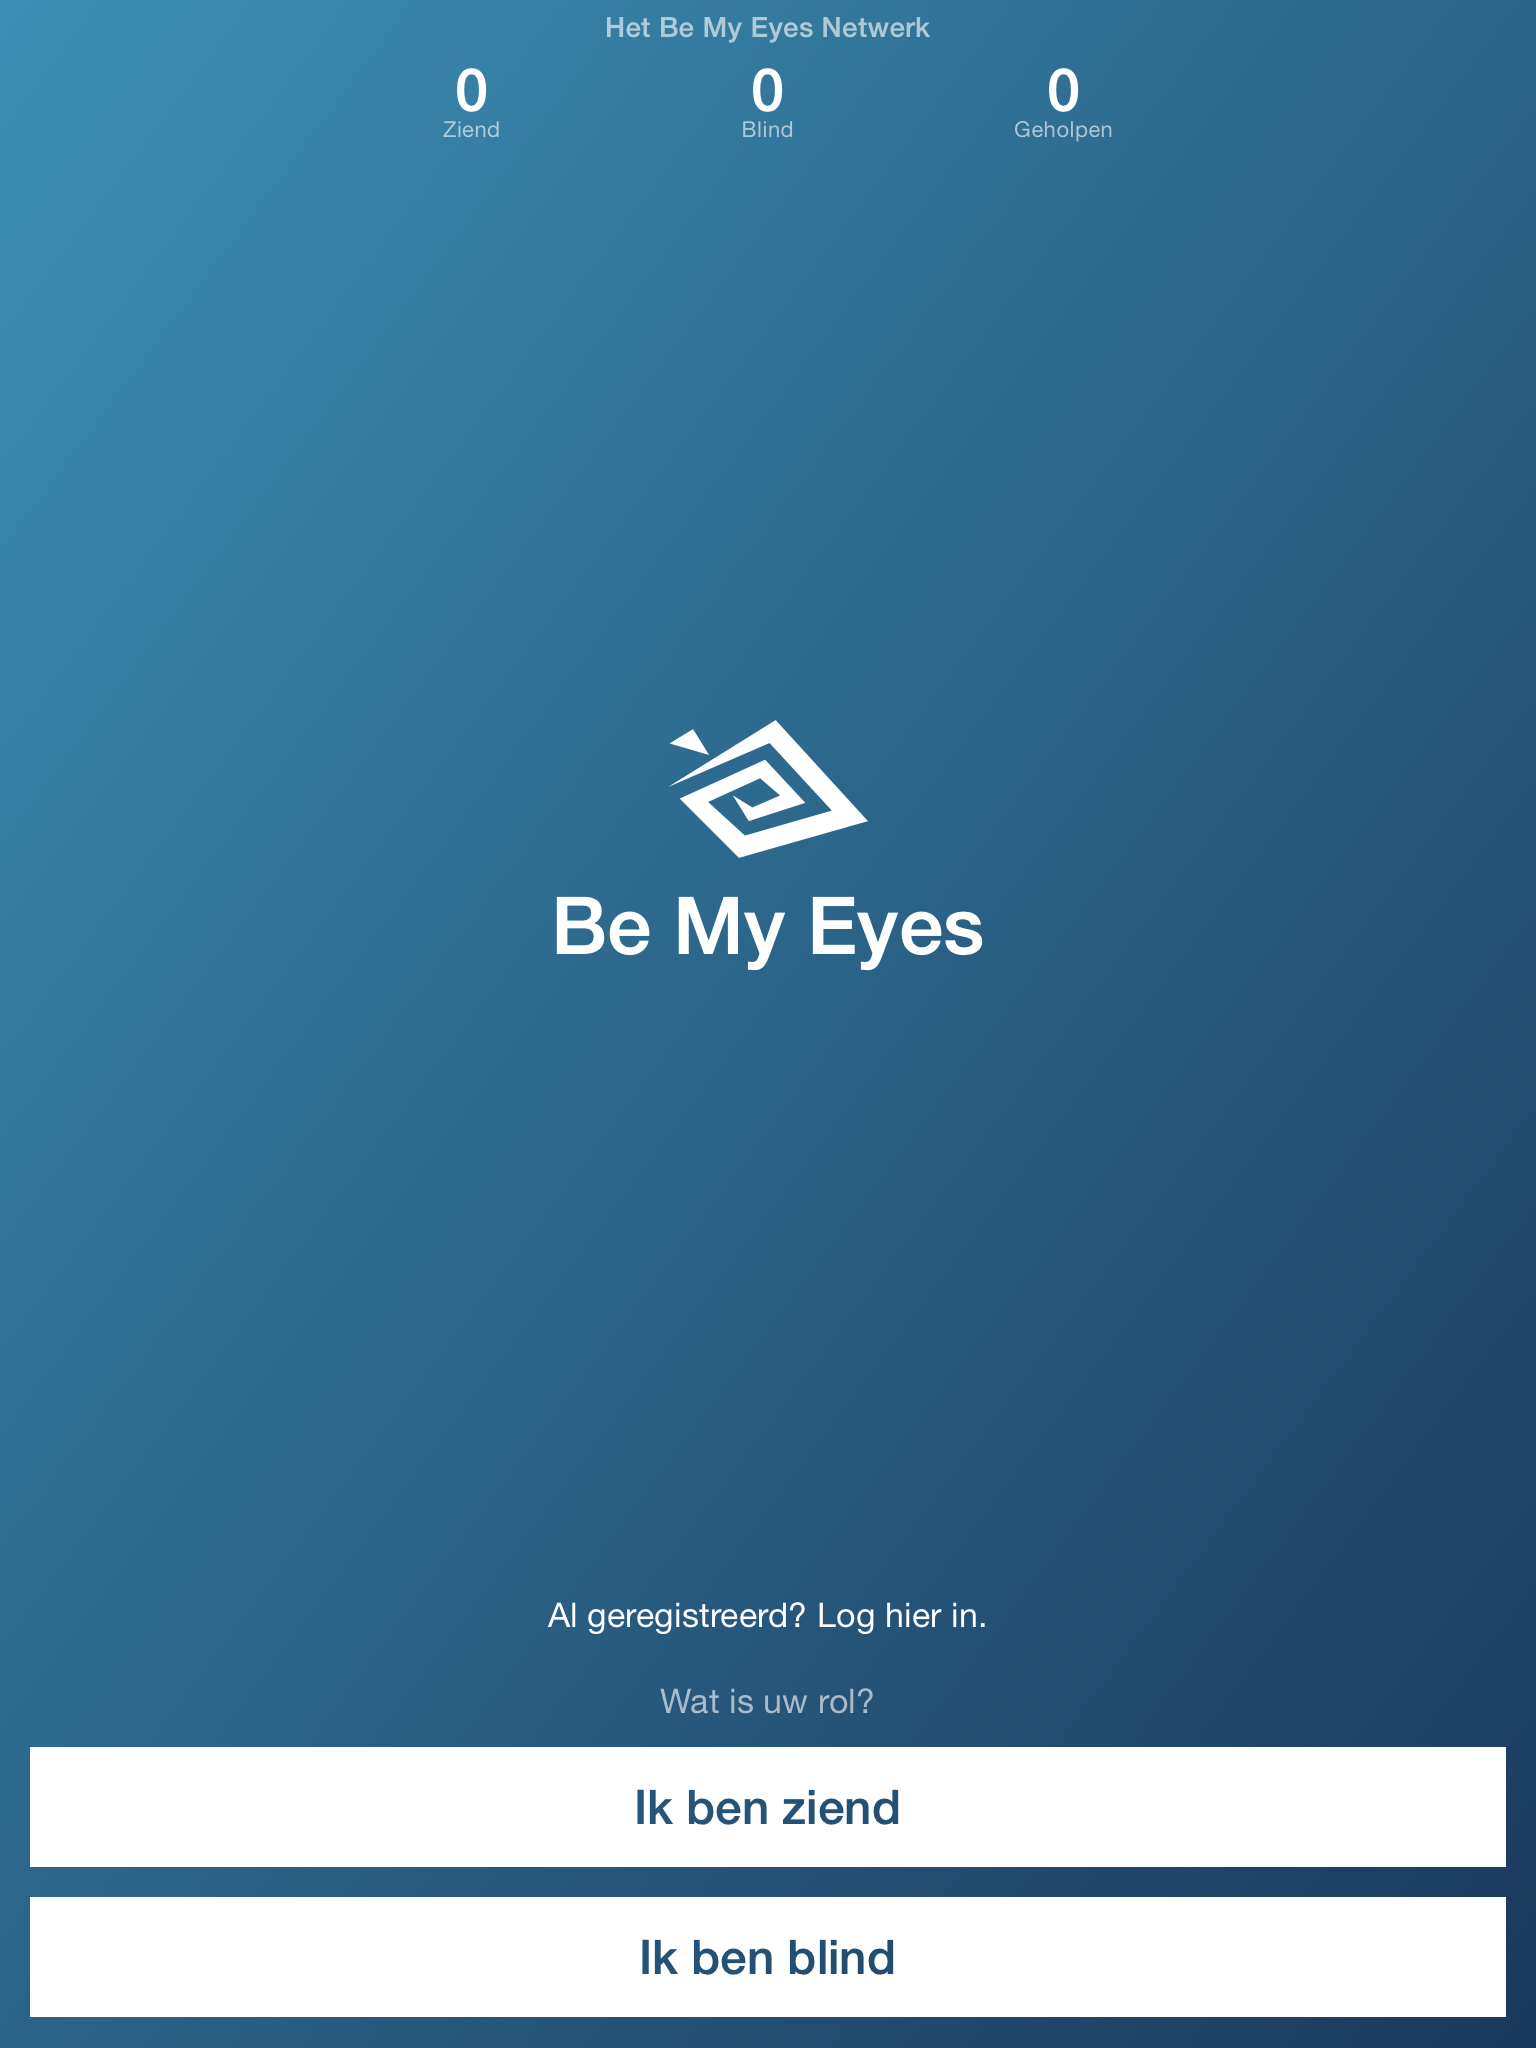 Het Be My Eyes Netwerk
0 0 0
Ziend Blind Geholpen
Be My Eyes
Al geregistreerd? Log hier in.
Wat is uw rol?
Ik ben ziend
Ik ben blind